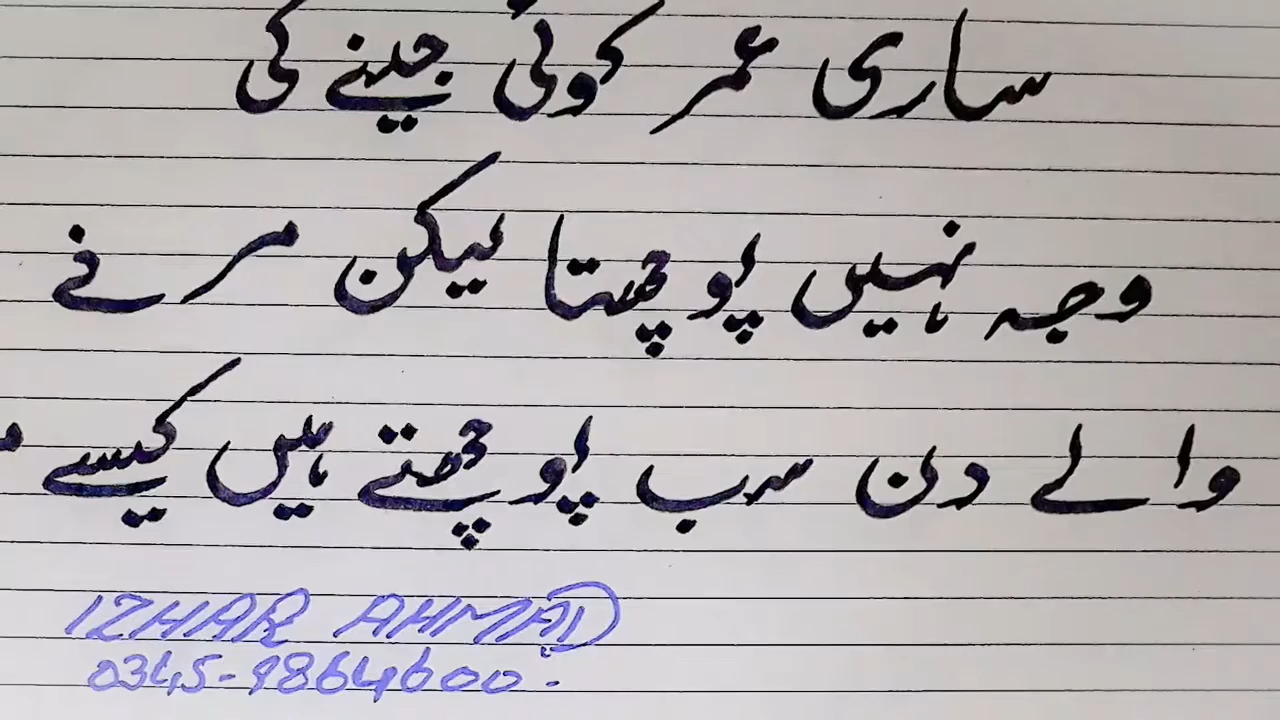 ساری عمر کوئی جینے کی
وجہ نہیں پوچھتا لیکن مرنے
والے دن سب پوچھتے ہیں کیسے
IZHAR AHMAD
0345-9864600.